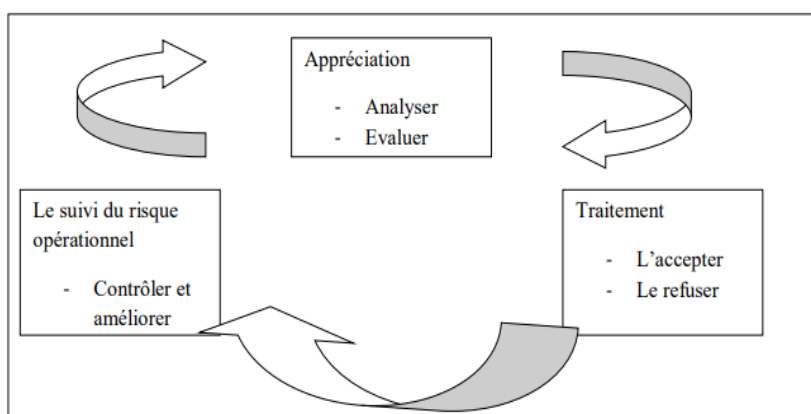 Appréciation
- Analyser
- Evaluer
Le suivi du risque
opérationnel
- Contrôler et
améliorer
Traitement
- L’accepter
- Le refuser